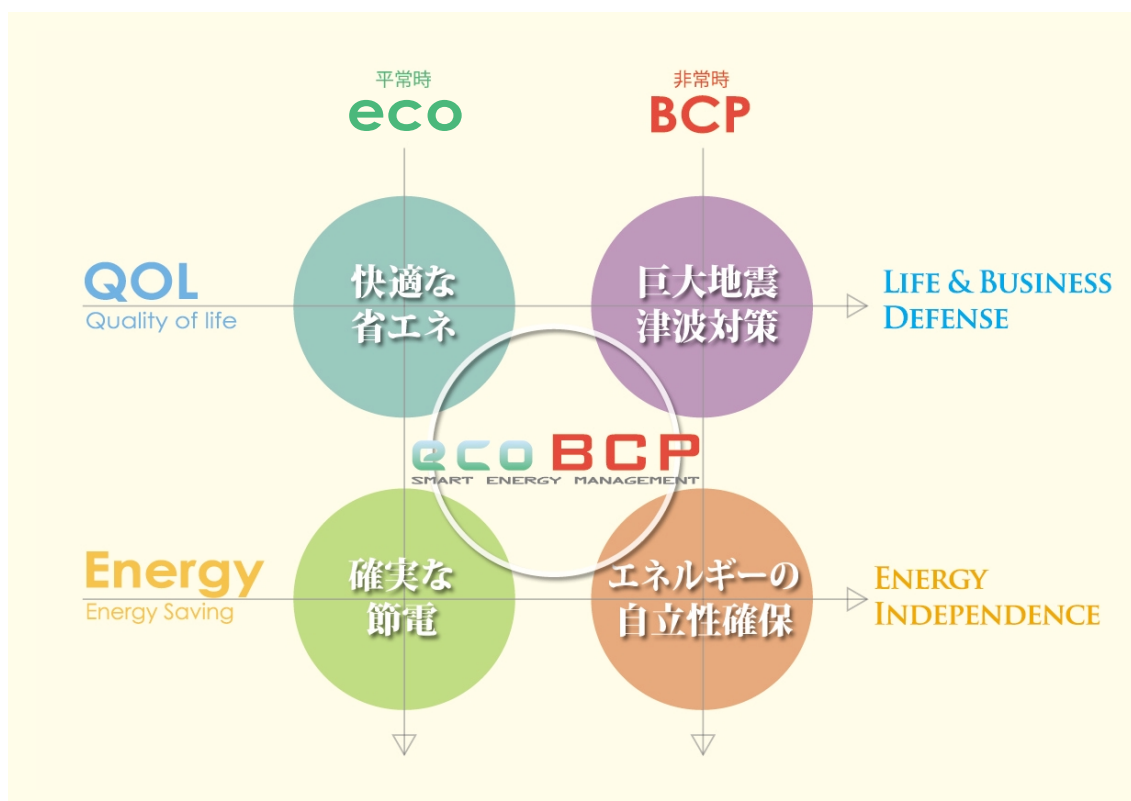 平常時
eco
非常時
BCP
QOL
Quality of life
快適な
省エネ
巨大地震
津波対策
LIFE & BUSINESS
DEFENSE
ecoBCP
SMART ENERGY MANAGEMENT
Energy
Energy Saving
確実な
節電
エネルギーの
自立性確保
ENERGY
INDEPENDENCE